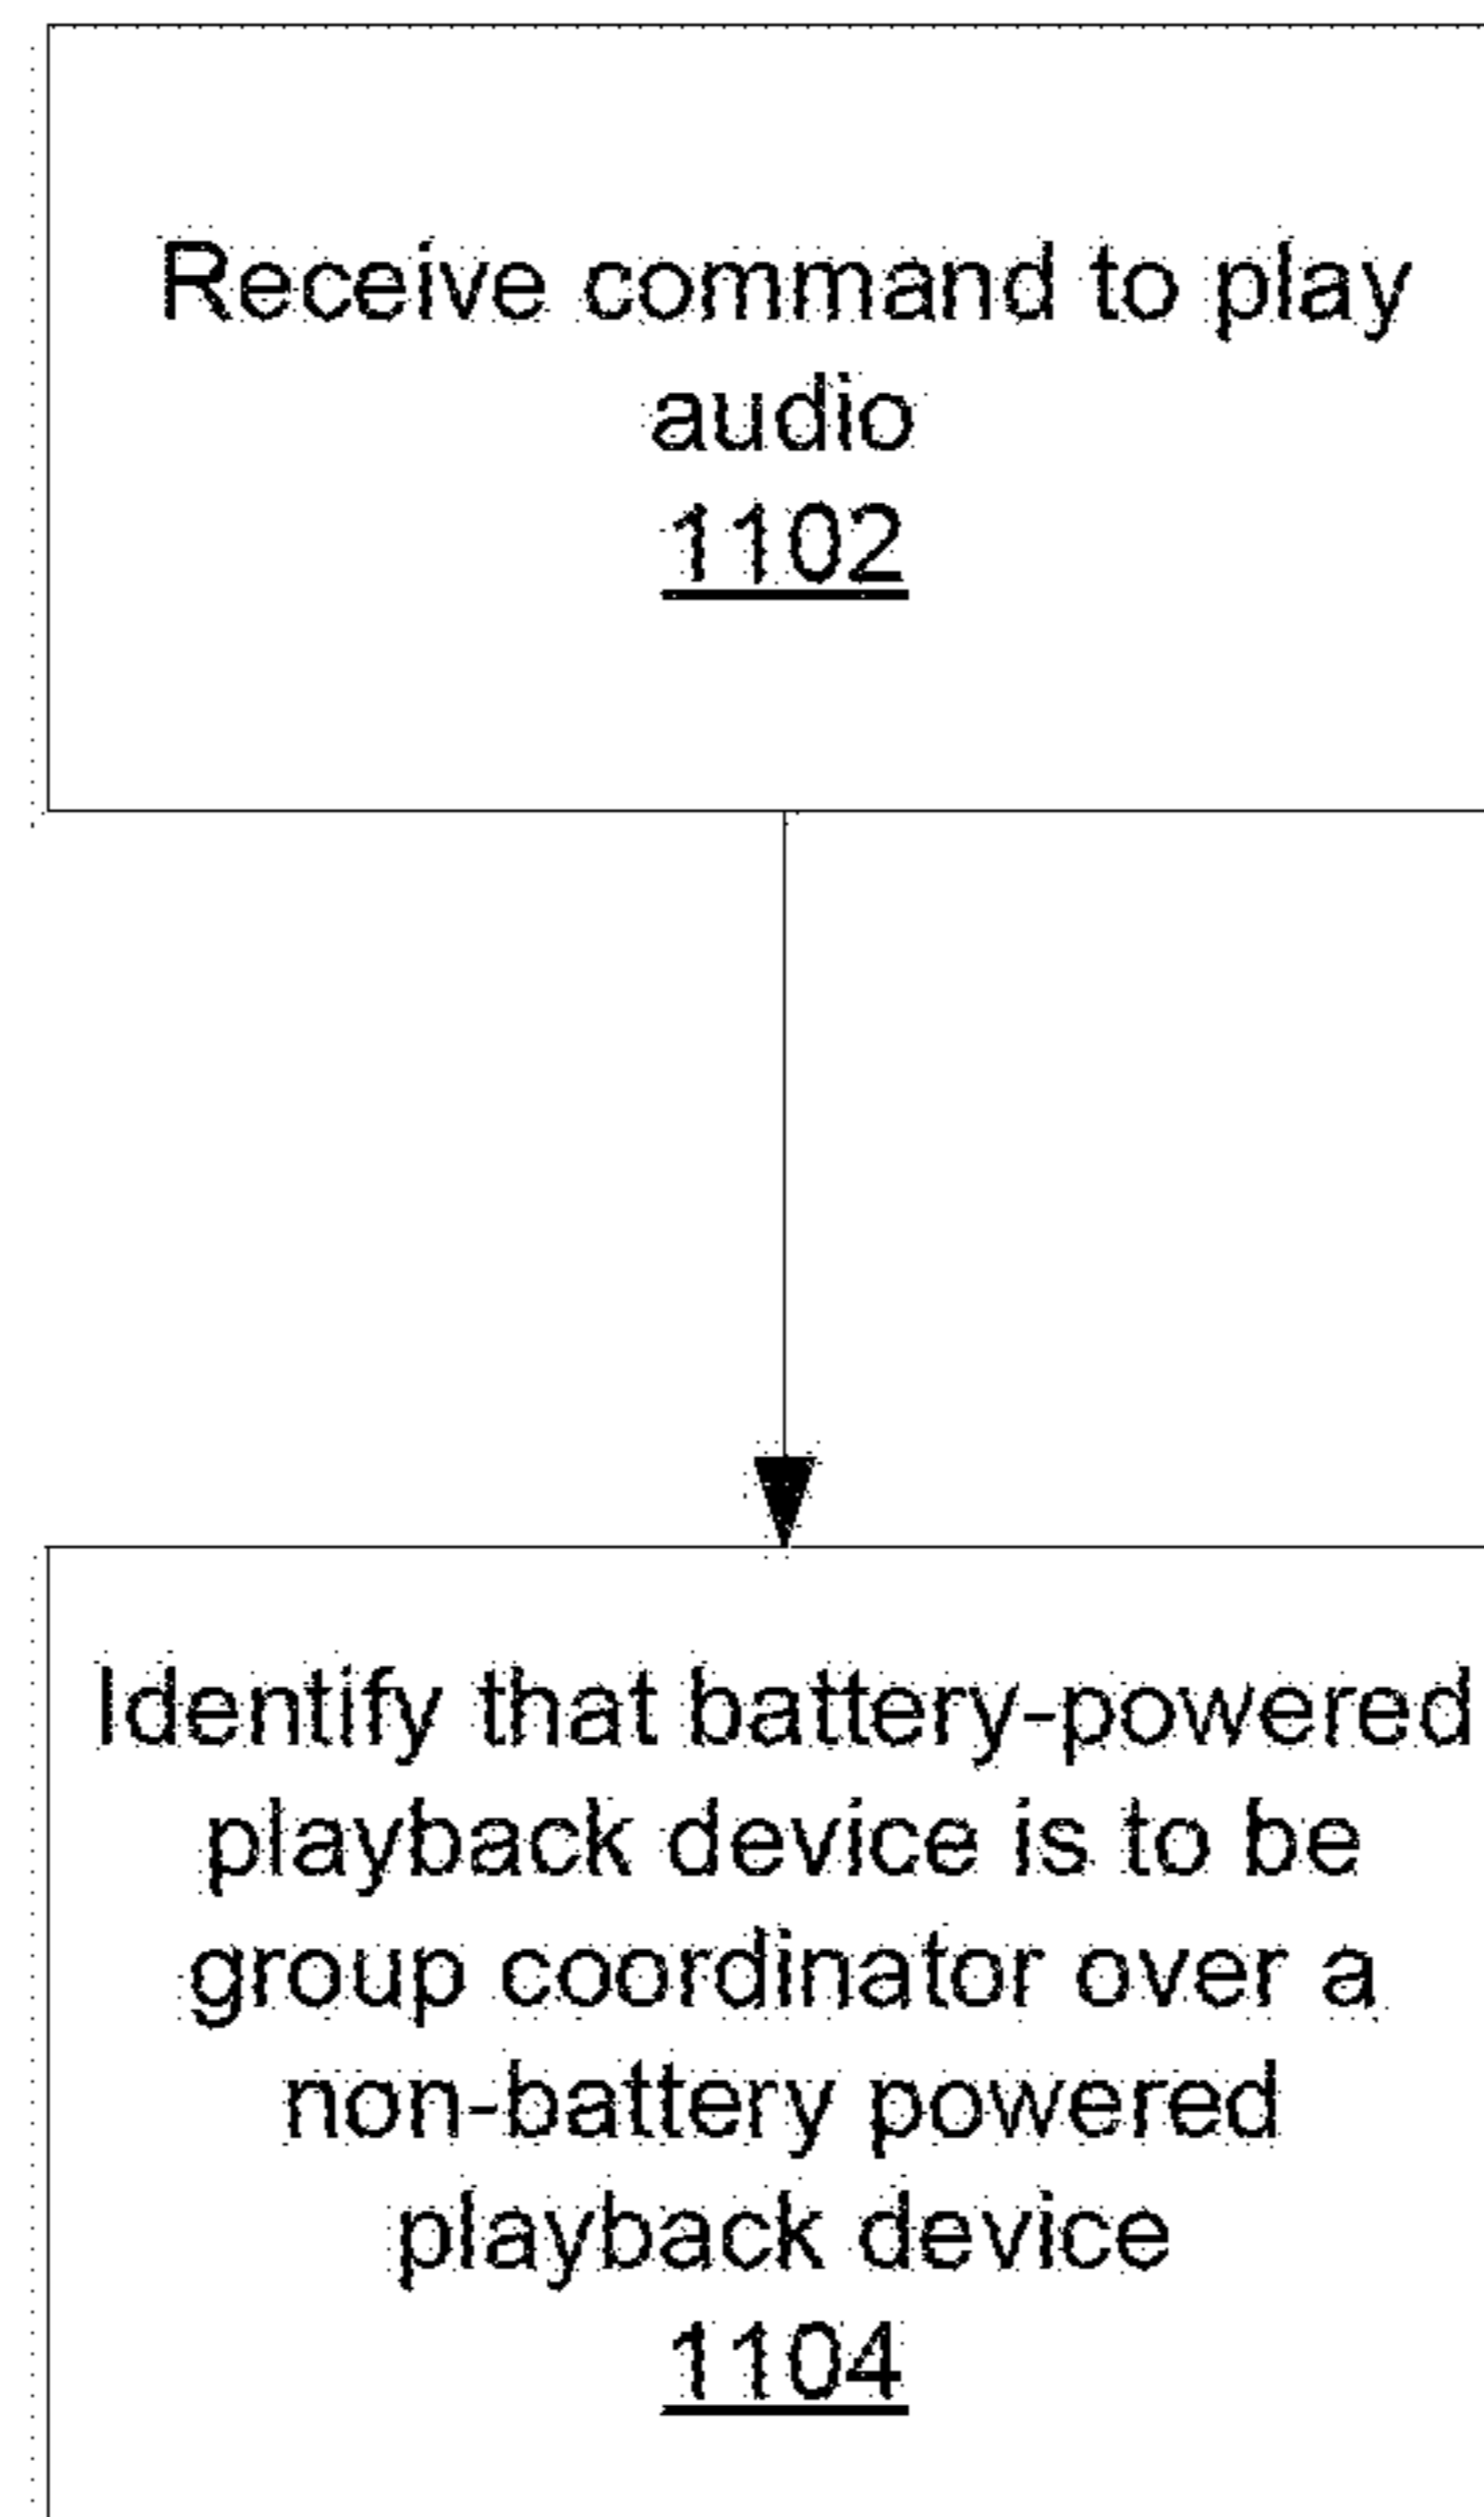 Receive command to play
audio
1102
Identify that battery-powered
playback device is to be
group coordinator over a
non-battery powered
playback device
1104